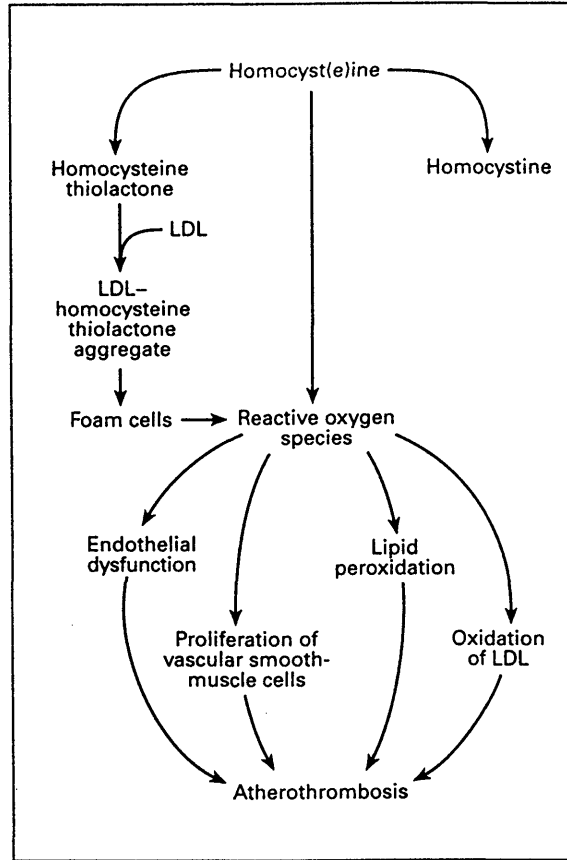 Homocyst(e)ine
Homocysteine
thiolactone
Homocystine
LDL
LDL–
homocysteine
thiolactone
aggregate
Foam cells
Reactive oxygen
species
Endothelial
dysfunction
Lipid
peroxidation
Proliferation of
vascular smooth-
muscle cells
Oxidation
of LDL
Atherothrombosis